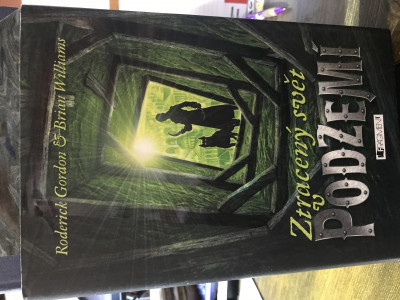 Roderick Gordon & Brian Williams
Ztracený svět
PODZEMÍ
FRAGMENT